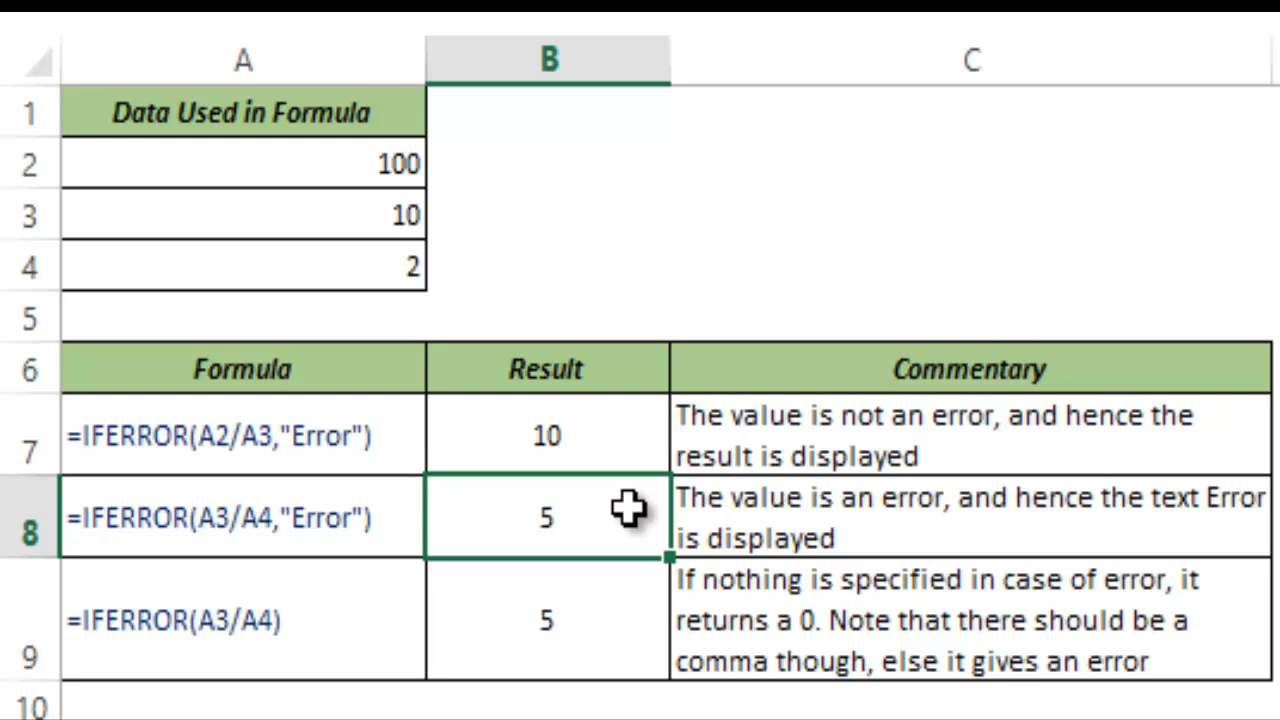 A B C
1 Data Used in Formula
2 100
3 10
4 2
5
6 Formula Result Commentary
7 =IFERROR(A2/A3,"Error") 10 The value is not an error, and hence the
result is displayed
8 =IFERROR(A3/A4,"Error") 5 The value is an error, and hence the text Error
is displayed
9 =IFERROR(A3/A4) 5 If nothing is specified in case of error, it
returns a 0. Note that there should be a
comma though, else it gives an error
10